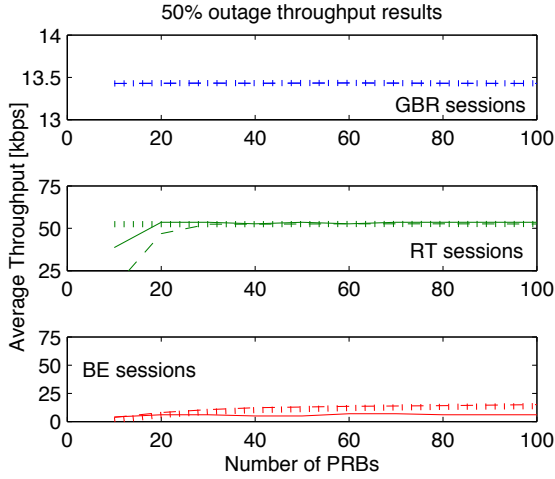 50% outage throughput results
Average Throughput [kbps]
14
13.5
13
GBR sessions
0 20 40 60 80 100
75
50
25
RT sessions
0 20 40 60 80 100
75
50
25
0
BE sessions
0 20 40 60 80 100
Number of PRBs